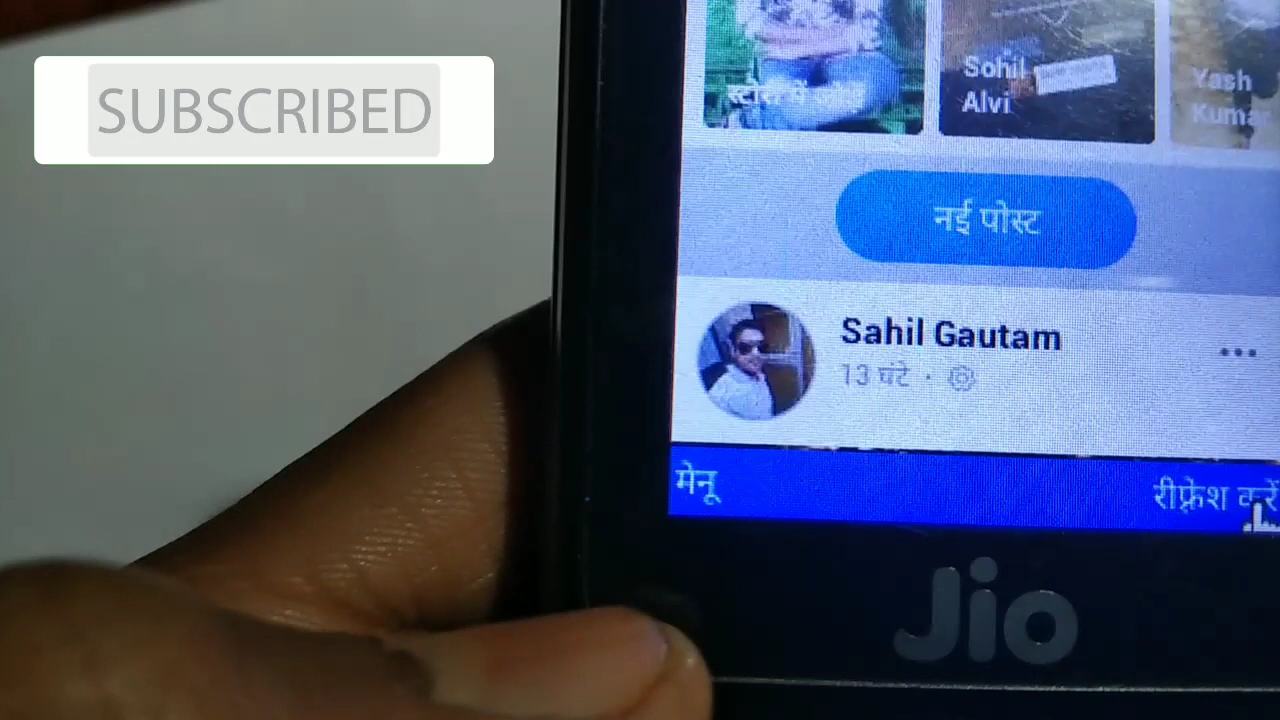 SUBSCRIBED
Sohil
Alvi
Yash
Kumar
नई पोस्ट
Sahil Gautam
13 घंटे ·
मेनू
रीफ़्रेश करें
Jio